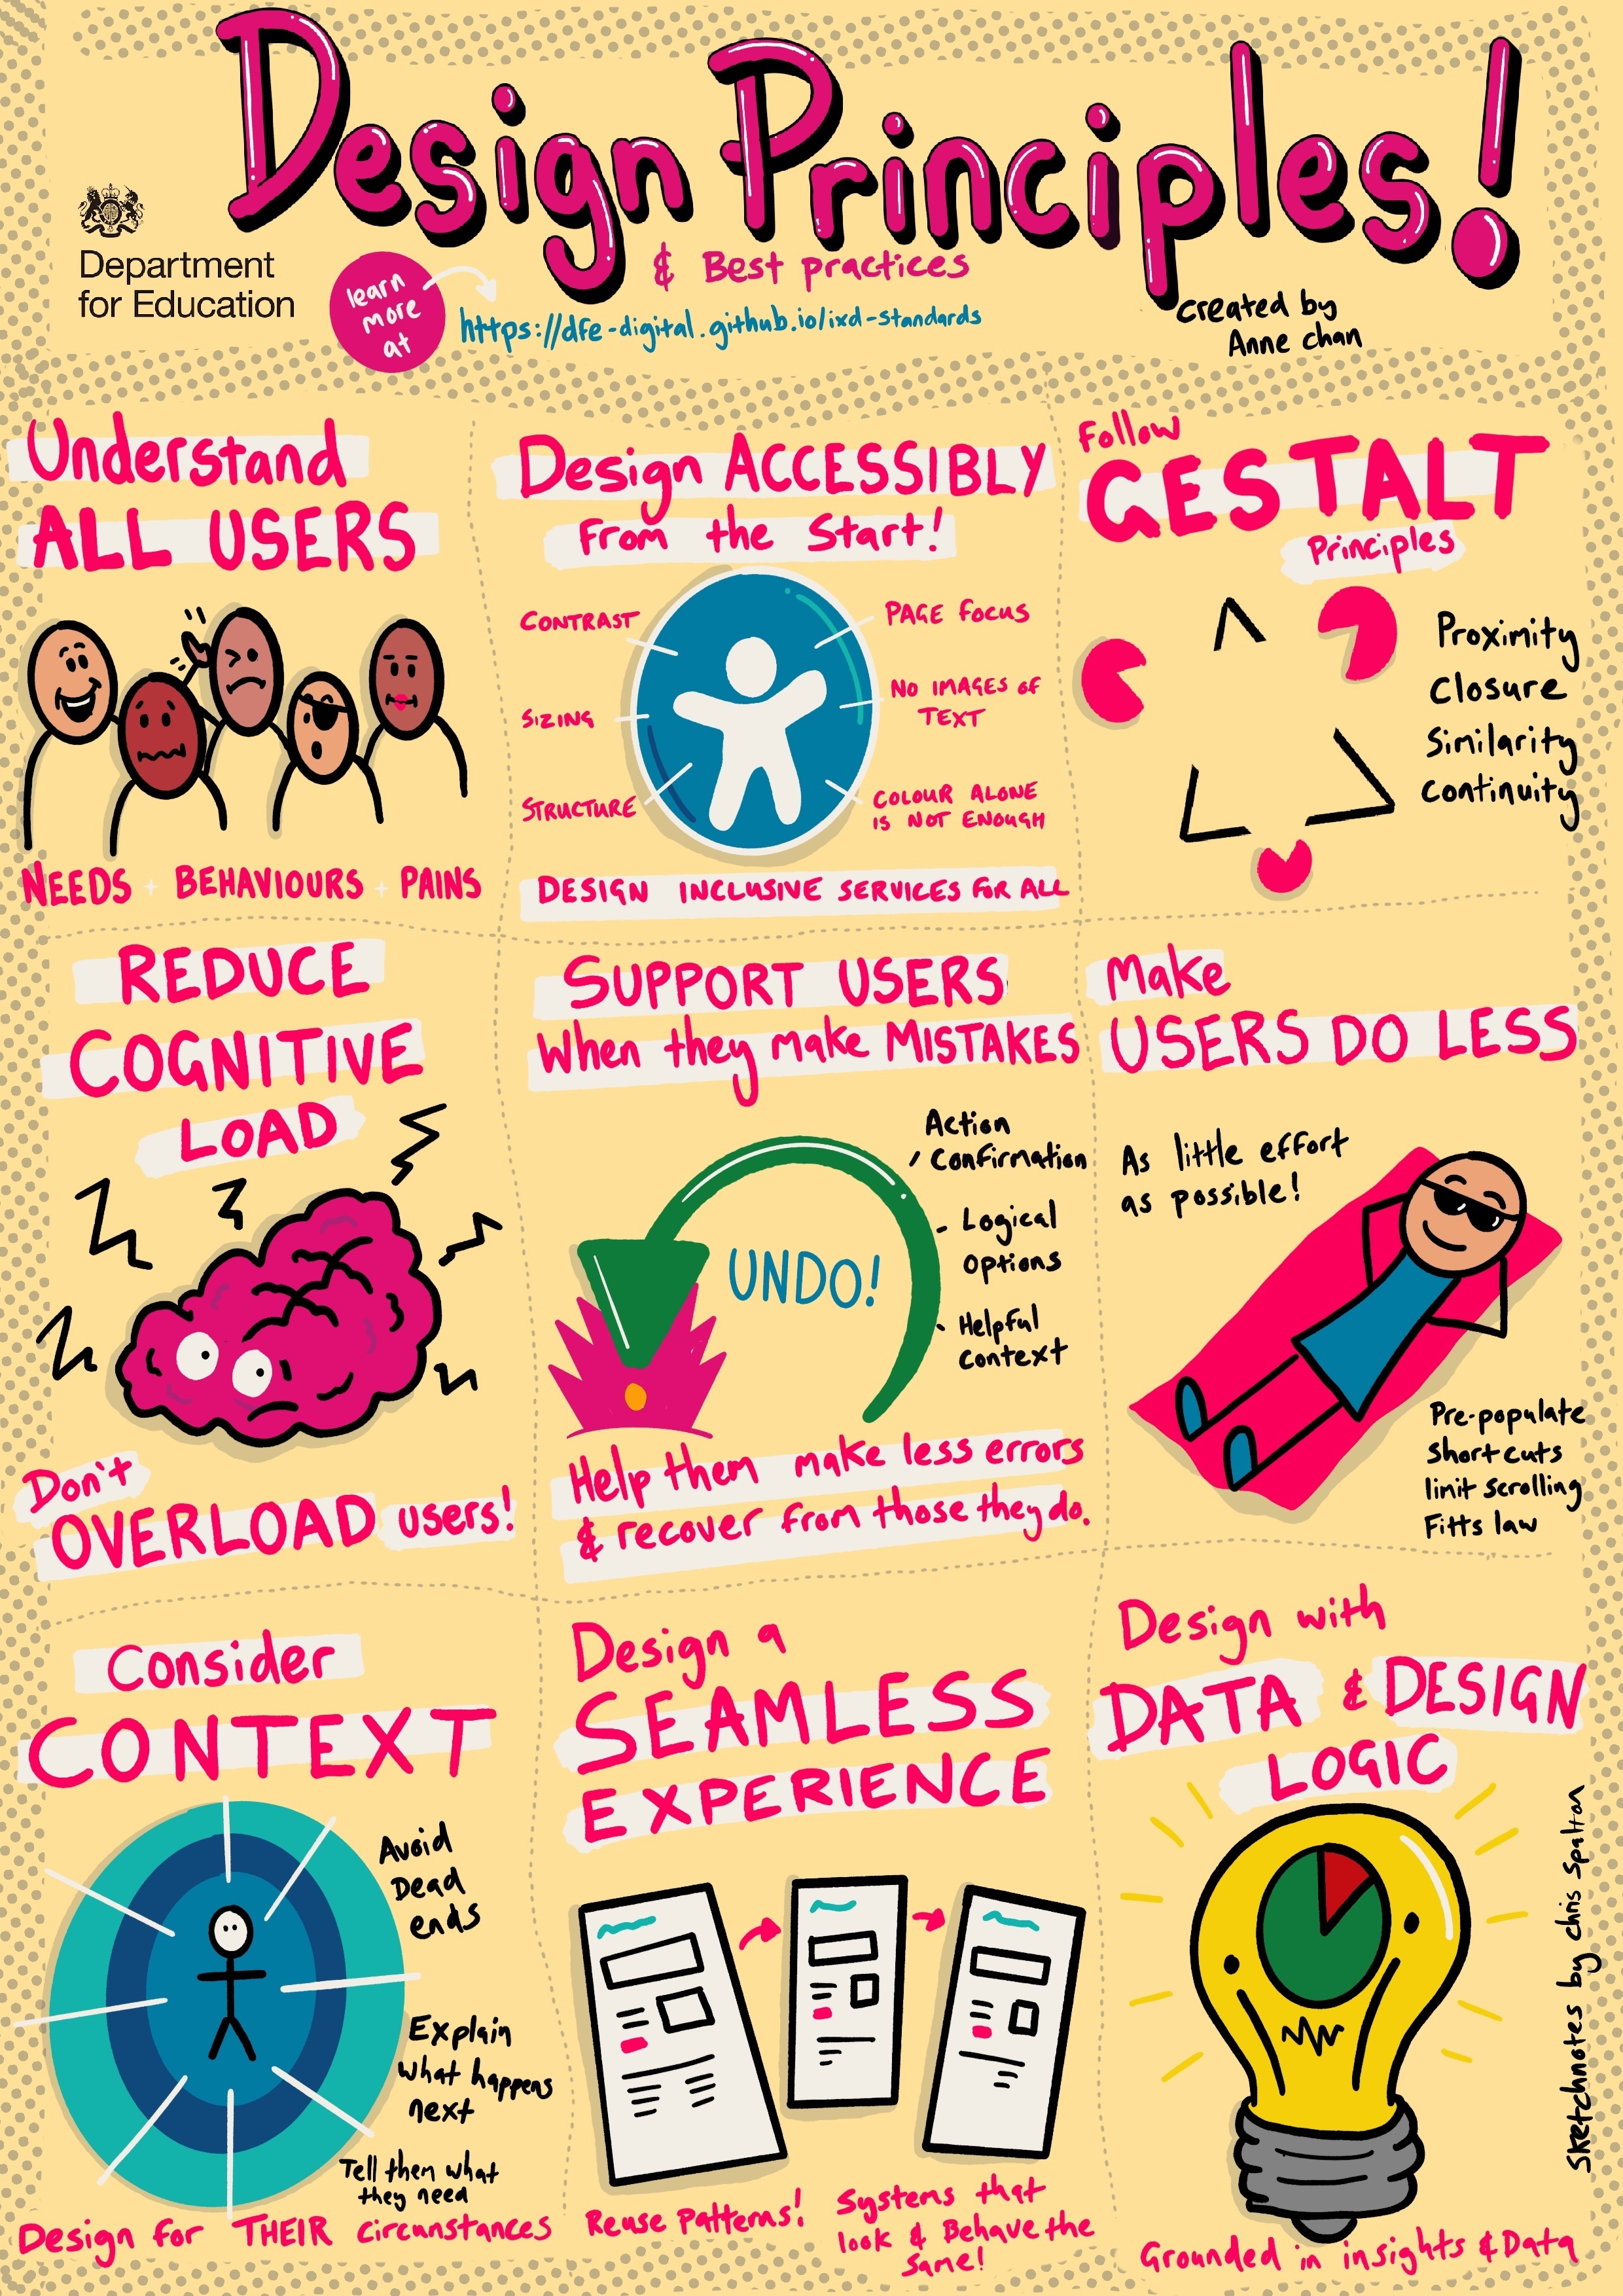 Design Principles!
& Best practices
Department
for Education
learn
more
at
https://dfe-digital.github.io/ixd-standards
created by
Anne chan
Understand
ALL USERS
NEEDS + BEHAVIOURS + PAINS
Design ACCESSIBLY
From the Start!
CONTRAST
SIZING
STRUCTURE
PAGE FOCUS
NO IMAGES OF
TEXT
COLOUR ALONE
IS NOT ENOUGH
DESIGN INCLUSIVE SERVICES FOR ALL
Follow
GESTALT
Principles
Proximity
Closure
Similarity
Continuity
REDUCE
COGNITIVE
LOAD
Don't
OVERLOAD users!
SUPPORT USERS
When they make MISTAKES
UNDO!
Action
Confirmation
Logical
Options
Helpful
context
Help them make less errors
& recover from those they do.
Make
USERS DO LESS
As little effort
as possible!
Pre-populate
Short cuts
limit scrolling
Fitts law
Consider
CONTEXT
Avoid
Dead
ends
Explain
what happens
next
Tell them what
they need
Design for THEIR circumstances
Design a
SEAMLESS
EXPERIENCE
Reuse Patterns!
Systems that
look & Behave the
same!
Design with
DATA & DESIGN
LOGIC
Grounded in insights & Data
Sketchnotes by chris spalton